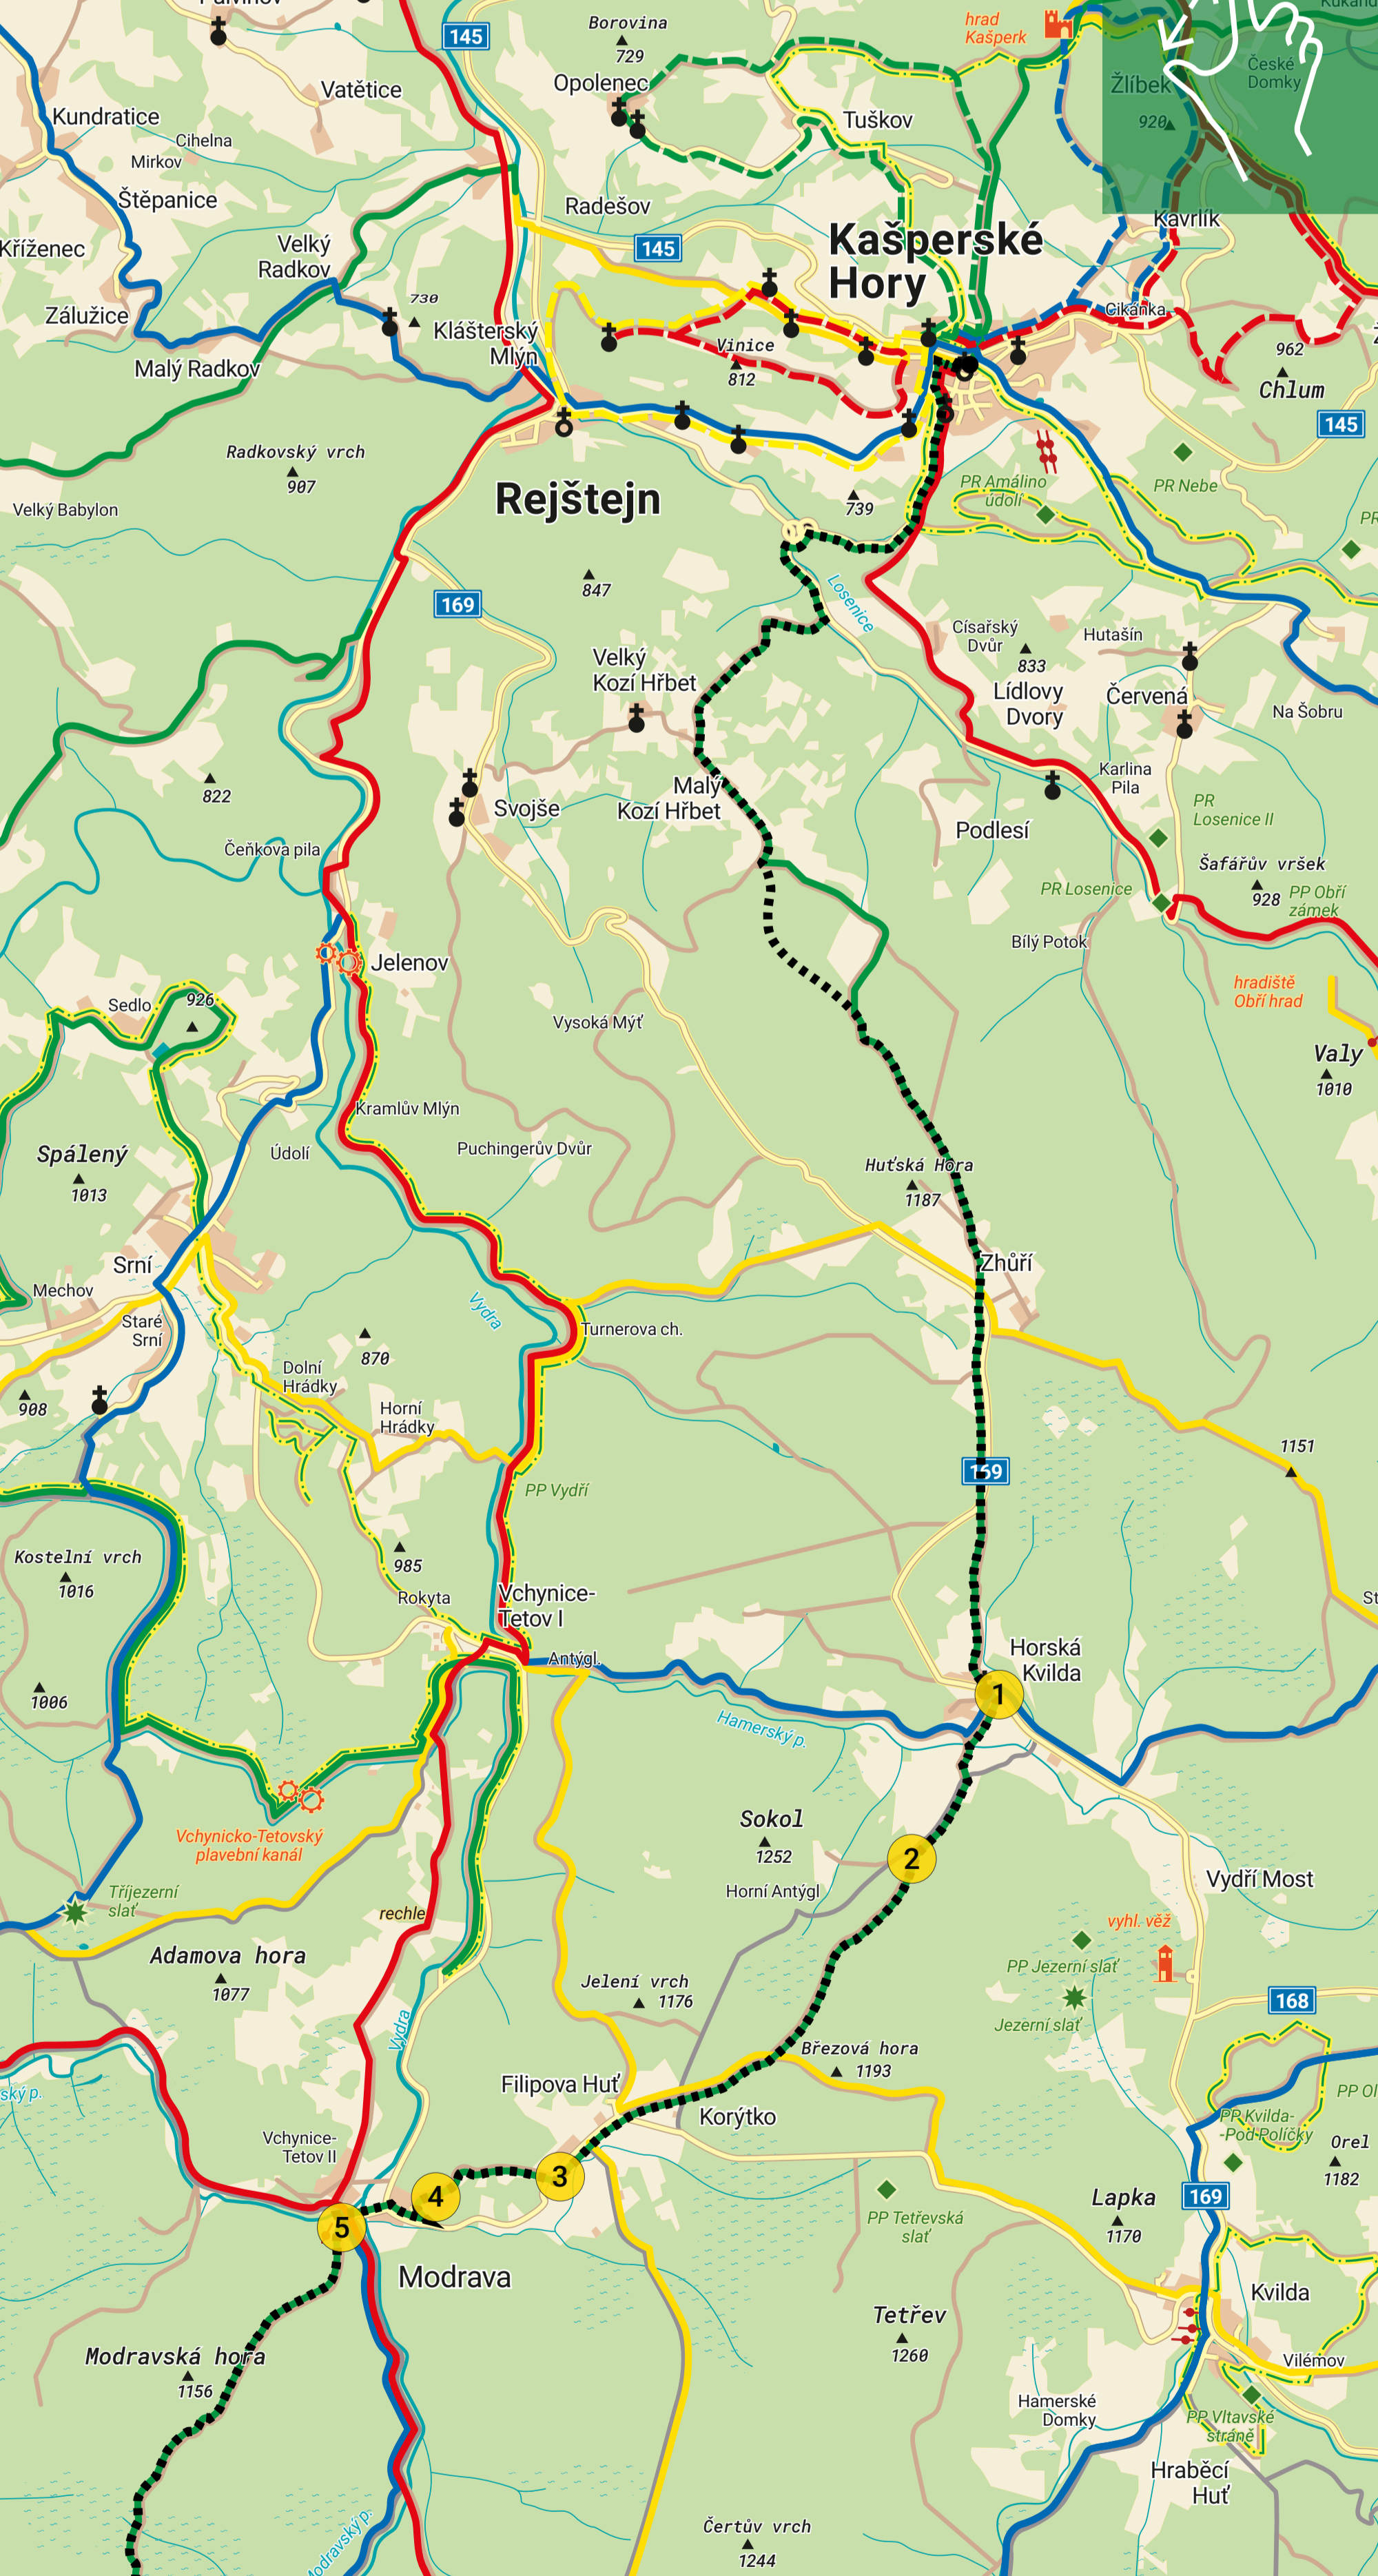 145
Borovina
729
hrad
Kašperk
Kundratice
Vatětice
Opolenec
Žlíbek
České
Domky
920
Cihelna
Mirkov
Tuškov
Štěpanice
Radešov
Kavrlík
Kříženec
Velký
Radkov
145
Kašperské
Hory
Zálužice
730
Klášterský
Mlýn
Cikánka
Malý Radkov
Vinice
812
962
Chlum
145
Radkovský vrch
907
Rejštejn
PR Amálino
údolí
PR Nebe
739
Velký Babylon
847
169
Losenice
Císařský
Dvůr
833
Hutašín
Velký
Kozí Hřbet
Lídlovy
Dvory
Červená
Na Šobru
822
Malý
Kozí Hřbet
Karlina
Pila
Svojše
PR
Losenice II
Podlesí
Čeňkova pila
Šafářův vršek
928
PR Losenice
PP Obří
zámek
Bílý Potok
Jelenov
hradiště
Obří hrad
Sedlo
926
Vysoká Mýť
Valy
1010
Kramlův Mlýn
Spálený
1013
Údolí
Puchingerův Dvůr
Huťská Hora
1187
Srní
Zhůří
Mechov
Staré
Srní
Vydra
Turnerova ch.
870
Dolní
Hrádky
908
Horní
Hrádky
1151
169
PP Vydří
Kostelní vrch
1016
985
Rokyta
Vchynice-
Tetov I
Antýgl.
Horská
Kvilda
1006
1
Hamerský p.
Sokol
1252
Vchynicko-Tetovský
plavební kanál
2
Horní Antýgl
Vydří Most
Tříjezerní
slať
rechle
vyhl. věž
Adamova hora
1077
PP Jezerní slať
Jelení vrch
1176
168
Jezerní slať
Vydra
Březová hora
1193
Filipova Huť
Korýtko
PP Kvilda-
-Pod Políčky
Orel
1182
Vchynice-
Tetov II
3
4
5
Lapka
1170
169
PP Tetřevská
slať
Modrava
Kvilda
Tetřev
1260
Modravská hora
1156
Vilémov
Hamerské
Domky
PP Vltavské
stráně
Hraběcí
Huť
Čertův vrch
1244
Modravský p.